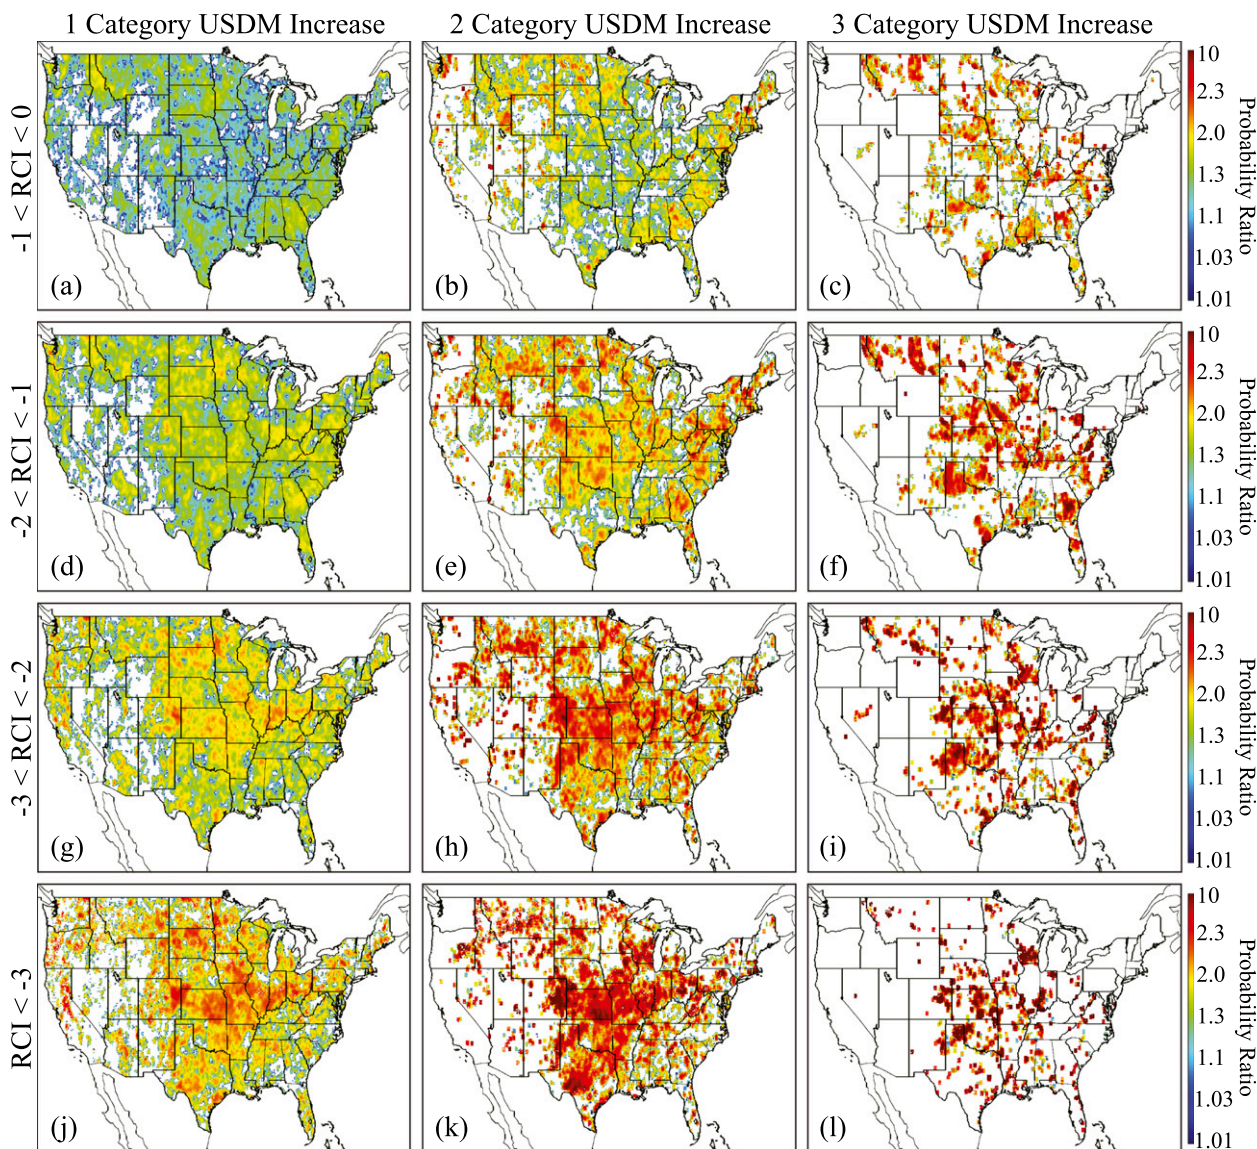 1 Category USDM Increase
2 Category USDM Increase
3 Category USDM Increase
-1 < RCI < 0
(a)
(b)
(c)
10
2.3
2.0
1.3
1.1
1.03
1.01
Probability Ratio
-2 < RCI < -1
(d)
(e)
(f)
10
2.3
2.0
1.3
1.1
1.03
1.01
Probability Ratio
-3 < RCI < -2
(g)
(h)
(i)
10
2.3
2.0
1.3
1.1
1.03
1.01
Probability Ratio
RCI < -3
(j)
(k)
(l)
10
2.3
2.0
1.3
1.1
1.03
1.01
Probability Ratio